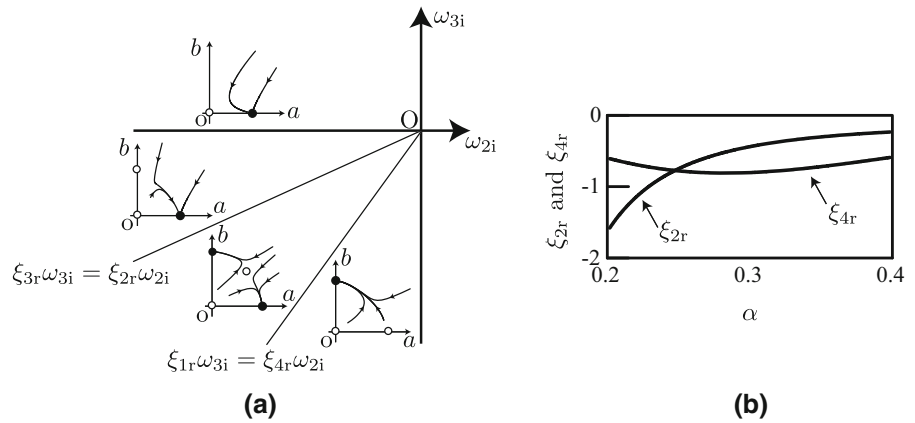 ω3i
b
O
a
O
ω2i
b
O
a
b
O
a
b
O
a
ξ3rω3i = ξ2rω2i
ξ1rω3i = ξ4rω2i
(a)
ξ2r and ξ4r
0
-1
-2
ξ2r
ξ4r
0.2
0.3
0.4
α
(b)